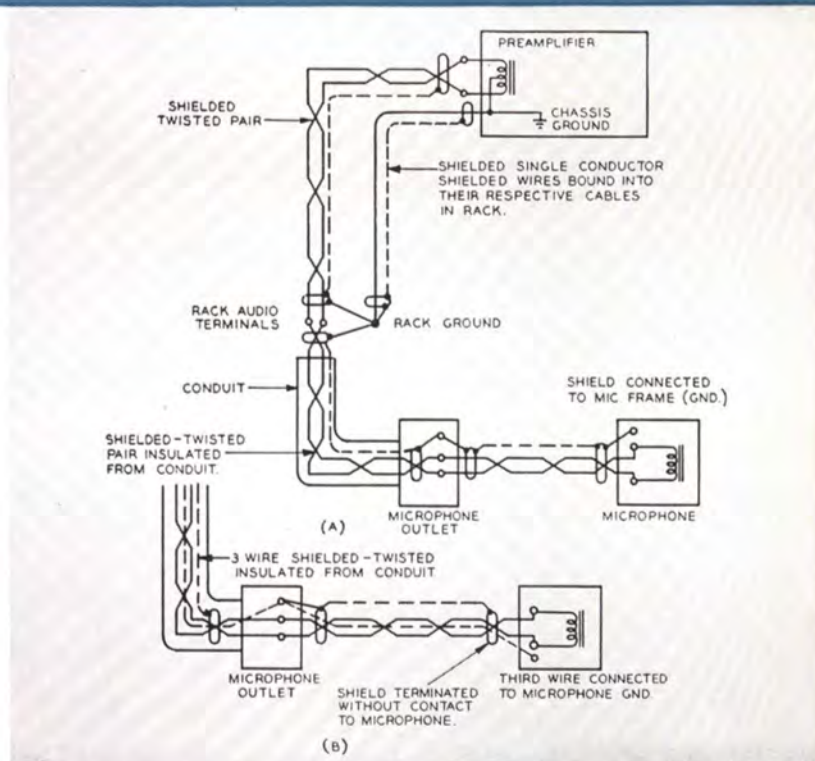 PREAMPLIFIER
SHIELDED
TWISTED PAIR
CHASSIS
GROUND
SHIELDED SINGLE CONDUCTOR
SHIELDED WIRES BOUND INTO
THEIR RESPECTIVE CABLES
IN RACK.
RACK AUDIO
TERMINALS
RACK GROUND
CONDUIT
SHIELD CONNECTED
TO MIC FRAME (GND.)
SHIELDED-TWISTED
PAIR INSULATED
FROM CONDUIT.
(A)
MICROPHONE
OUTLET
MICROPHONE
3 WIRE SHIELDED-TWISTED
INSULATED FROM CONDUIT
MICROPHONE
OUTLET
SHIELD TERMINATED
WITHOUT CONTACT
TO MICROPHONE.
THIRD WIRE CONNECTED
TO MICROPHONE GND.
(B)